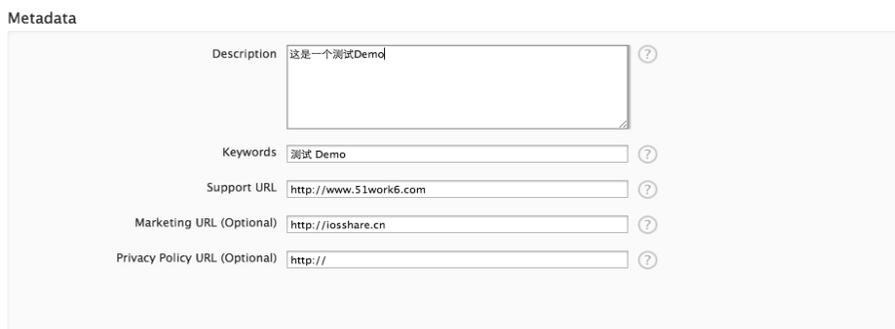 Metadata
Description 这是一个测试Demo ?
Keywords 测试 Demo ?
Support URL http://www.51work6.com ?
Marketing URL (Optional) http://iosshare.cn ?
Privacy Policy URL (Optional) http:// ?